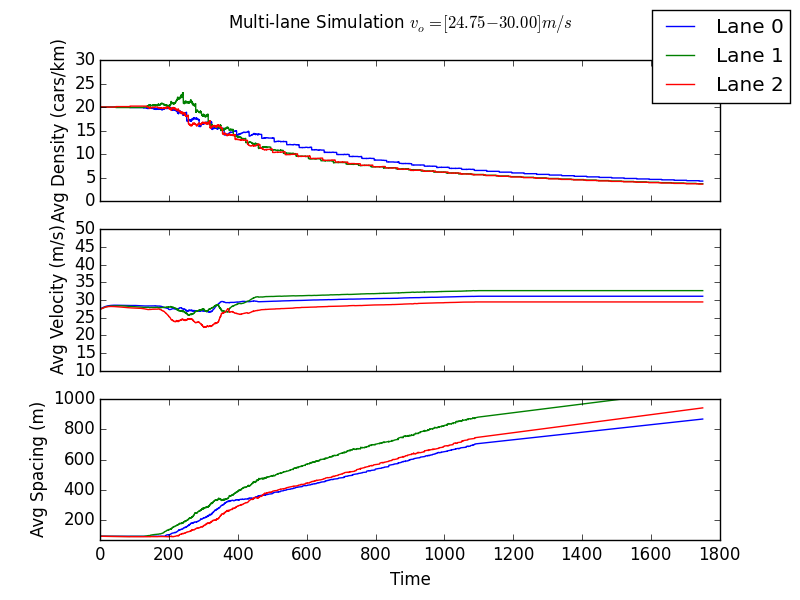 Multi-lane Simulation v_o =[24.75−30.00]m/s
Lane 0
Lane 1
Lane 2
Avg Density (cars/km)
30
25
20
15
10
5
0
Avg Velocity (m/s)
50
45
40
35
30
25
20
15
10
Avg Spacing (m)
1000
800
600
400
200
0 200 400 600 800 1000 1200 1400 1600 1800
Time